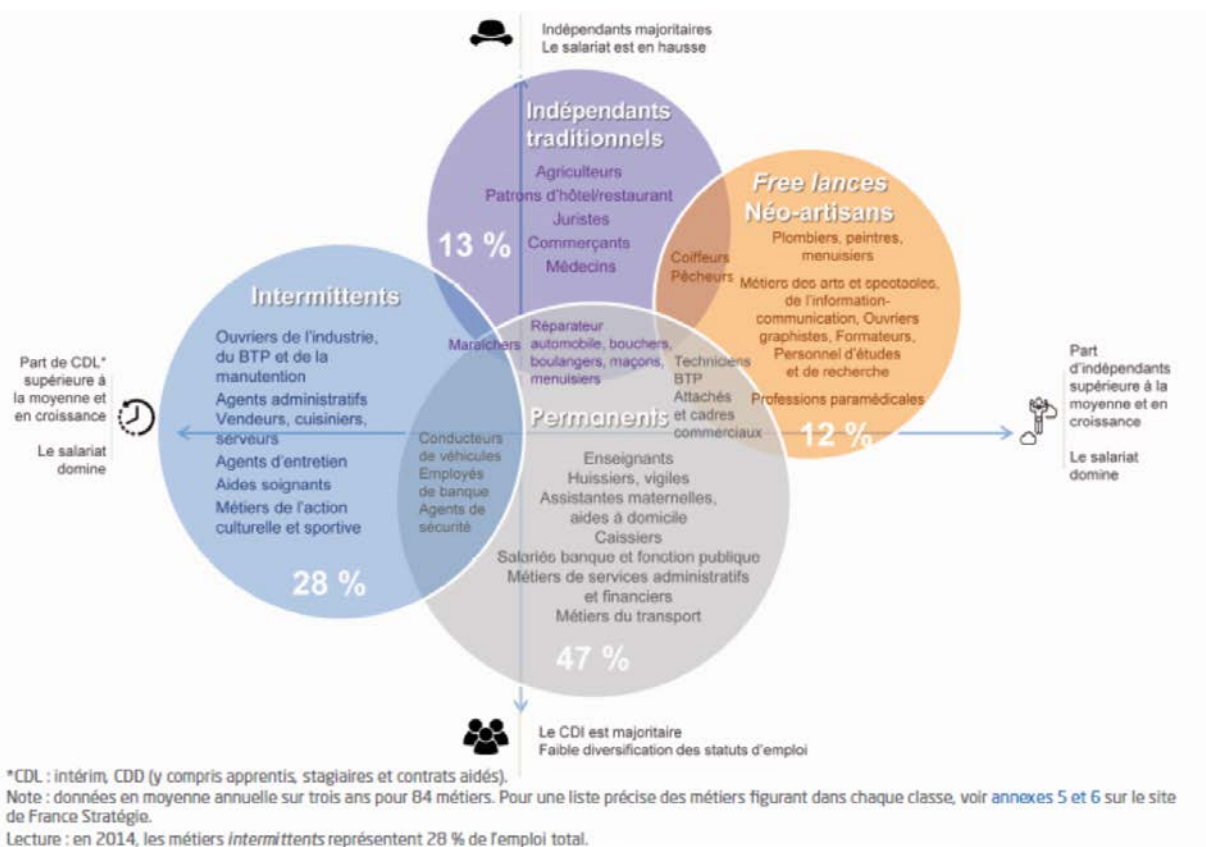 Indépendants majoritaires
Le salariat est en hausse
Indépendants
traditionnels
Agriculteurs
Patrons d'hôtel/restaurant
Juristes
Commerçants
Médecins
13 %
Free lances
Néo-artisans
Plombiers, peintres,
menuisiers
Métiers des arts et spectacles,
de l'information-
communication, Ouvriers
graphistes, Formateurs,
Personnel d'études
et de recherche
Professions paramédicales
12 %
Coiffeurs
Pêcheurs
Intermittents
Ouvriers de l'industrie,
du BTP et de la
manutention
Agents administratifs
Vendeurs, cuisiniers,
serveurs
Agents d'entretien
Aides soignants
Métiers de l'action
culturelle et sportive
28 %
Maraîchers
Réparateur
automobile, bouchers,
boulangers, maçons,
menuisiers
Techniciens
BTP
Attachés
et cadres
commerciaux
Conducteurs
de véhicules
Employés
de banque
Agents de
sécurité
Permanents
Enseignants
Huissiers, vigiles
Assistantes maternelles,
aides à domicile
Caissiers
Salariés banque et fonction publique
Métiers de services administratifs
et financiers
Métiers du transport
47 %
Part de CDL*
supérieure à
la moyenne et
en croissance
Le salariat
domine
Part
d'indépendants
supérieure à la
moyenne et en
croissance
Le salariat
domine
Le CDI est majoritaire
Faible diversification des statuts d'emploi
*CDL : intérim, CDD (y compris apprentis, stagiaires et contrats aidés).
Note : données en moyenne annuelle sur trois ans pour 84 métiers. Pour une liste précise des métiers figurant dans chaque classe, voir annexes 5 et 6 sur le site
de France Stratégie.
Lecture : en 2014, les métiers intermittents représentent 28 % de l'emploi total.